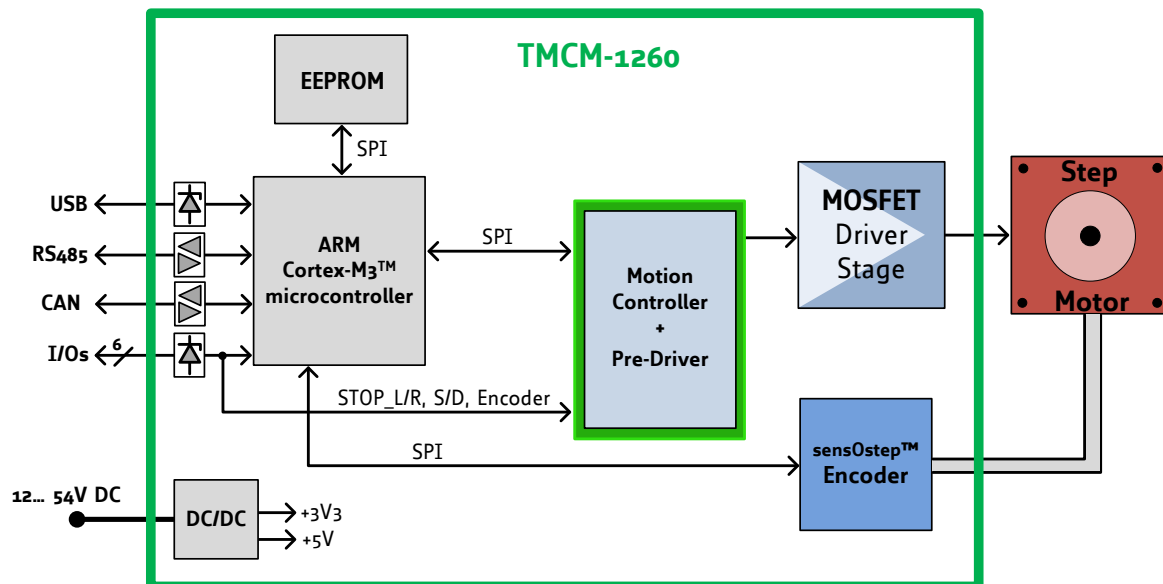 TMCM-1260
EEPROM
SPI
USB
RS485
CAN
I/Os
6
ARM
Cortex-M3™
microcontroller
SPI
Motion
Controller
+
Pre-Driver
MOSFET
Driver
Stage
Step
Motor
STOP_L/R, S/D, Encoder
SPI
sensOstep™
Encoder
12... 54V DC
DC/DC
+3V3
+5V